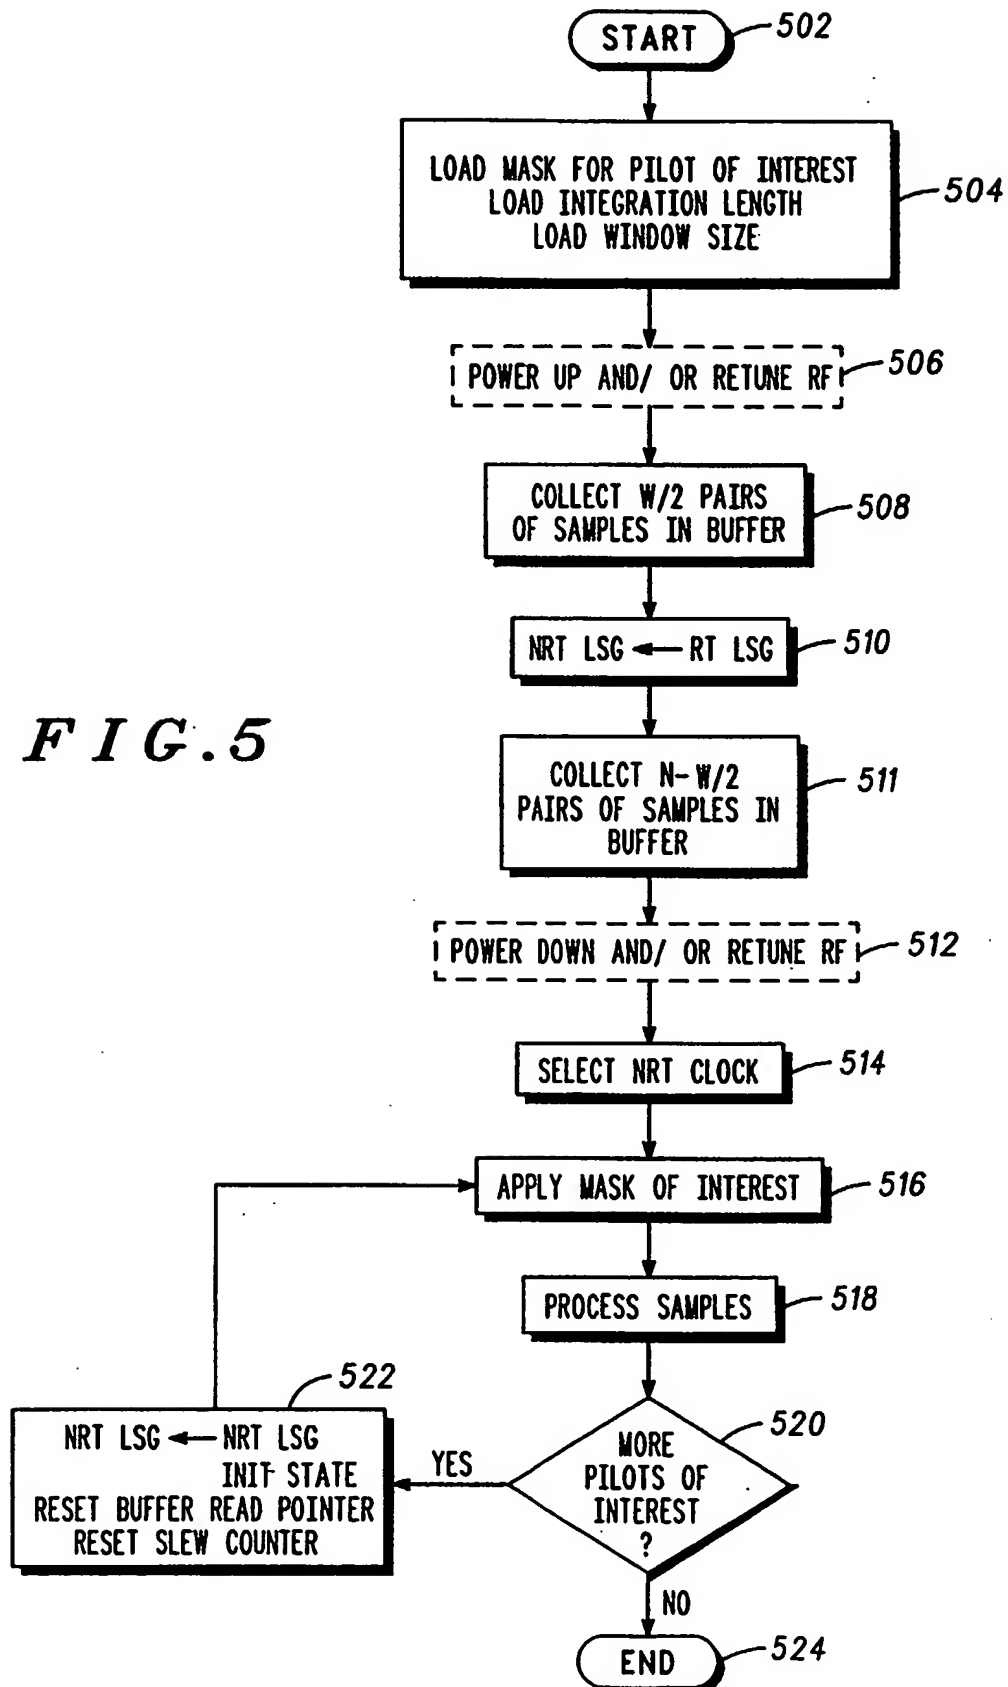 START
502
LOAD MASK FOR PILOT OF INTEREST
LOAD INTEGRATION LENGTH
LOAD WINDOW SIZE
504
POWER UP AND/ OR RETUNE RF
506
COLLECT W/2 PAIRS
OF SAMPLES IN BUFFER
508
NRT LSG ← RT LSG
510
FIG.5
COLLECT N-W/2
PAIRS OF SAMPLES IN
BUFFER
511
POWER DOWN AND/ OR RETUNE RF
512
SELECT NRT CLOCK
514
APPLY MASK OF INTEREST
516
PROCESS SAMPLES
518
MORE
PILOTS OF
INTEREST
?
520
YES
522
NRT LSG ← NRT LSG
INIT STATE
RESET BUFFER READ POINTER
RESET SLEW COUNTER
NO
END
524